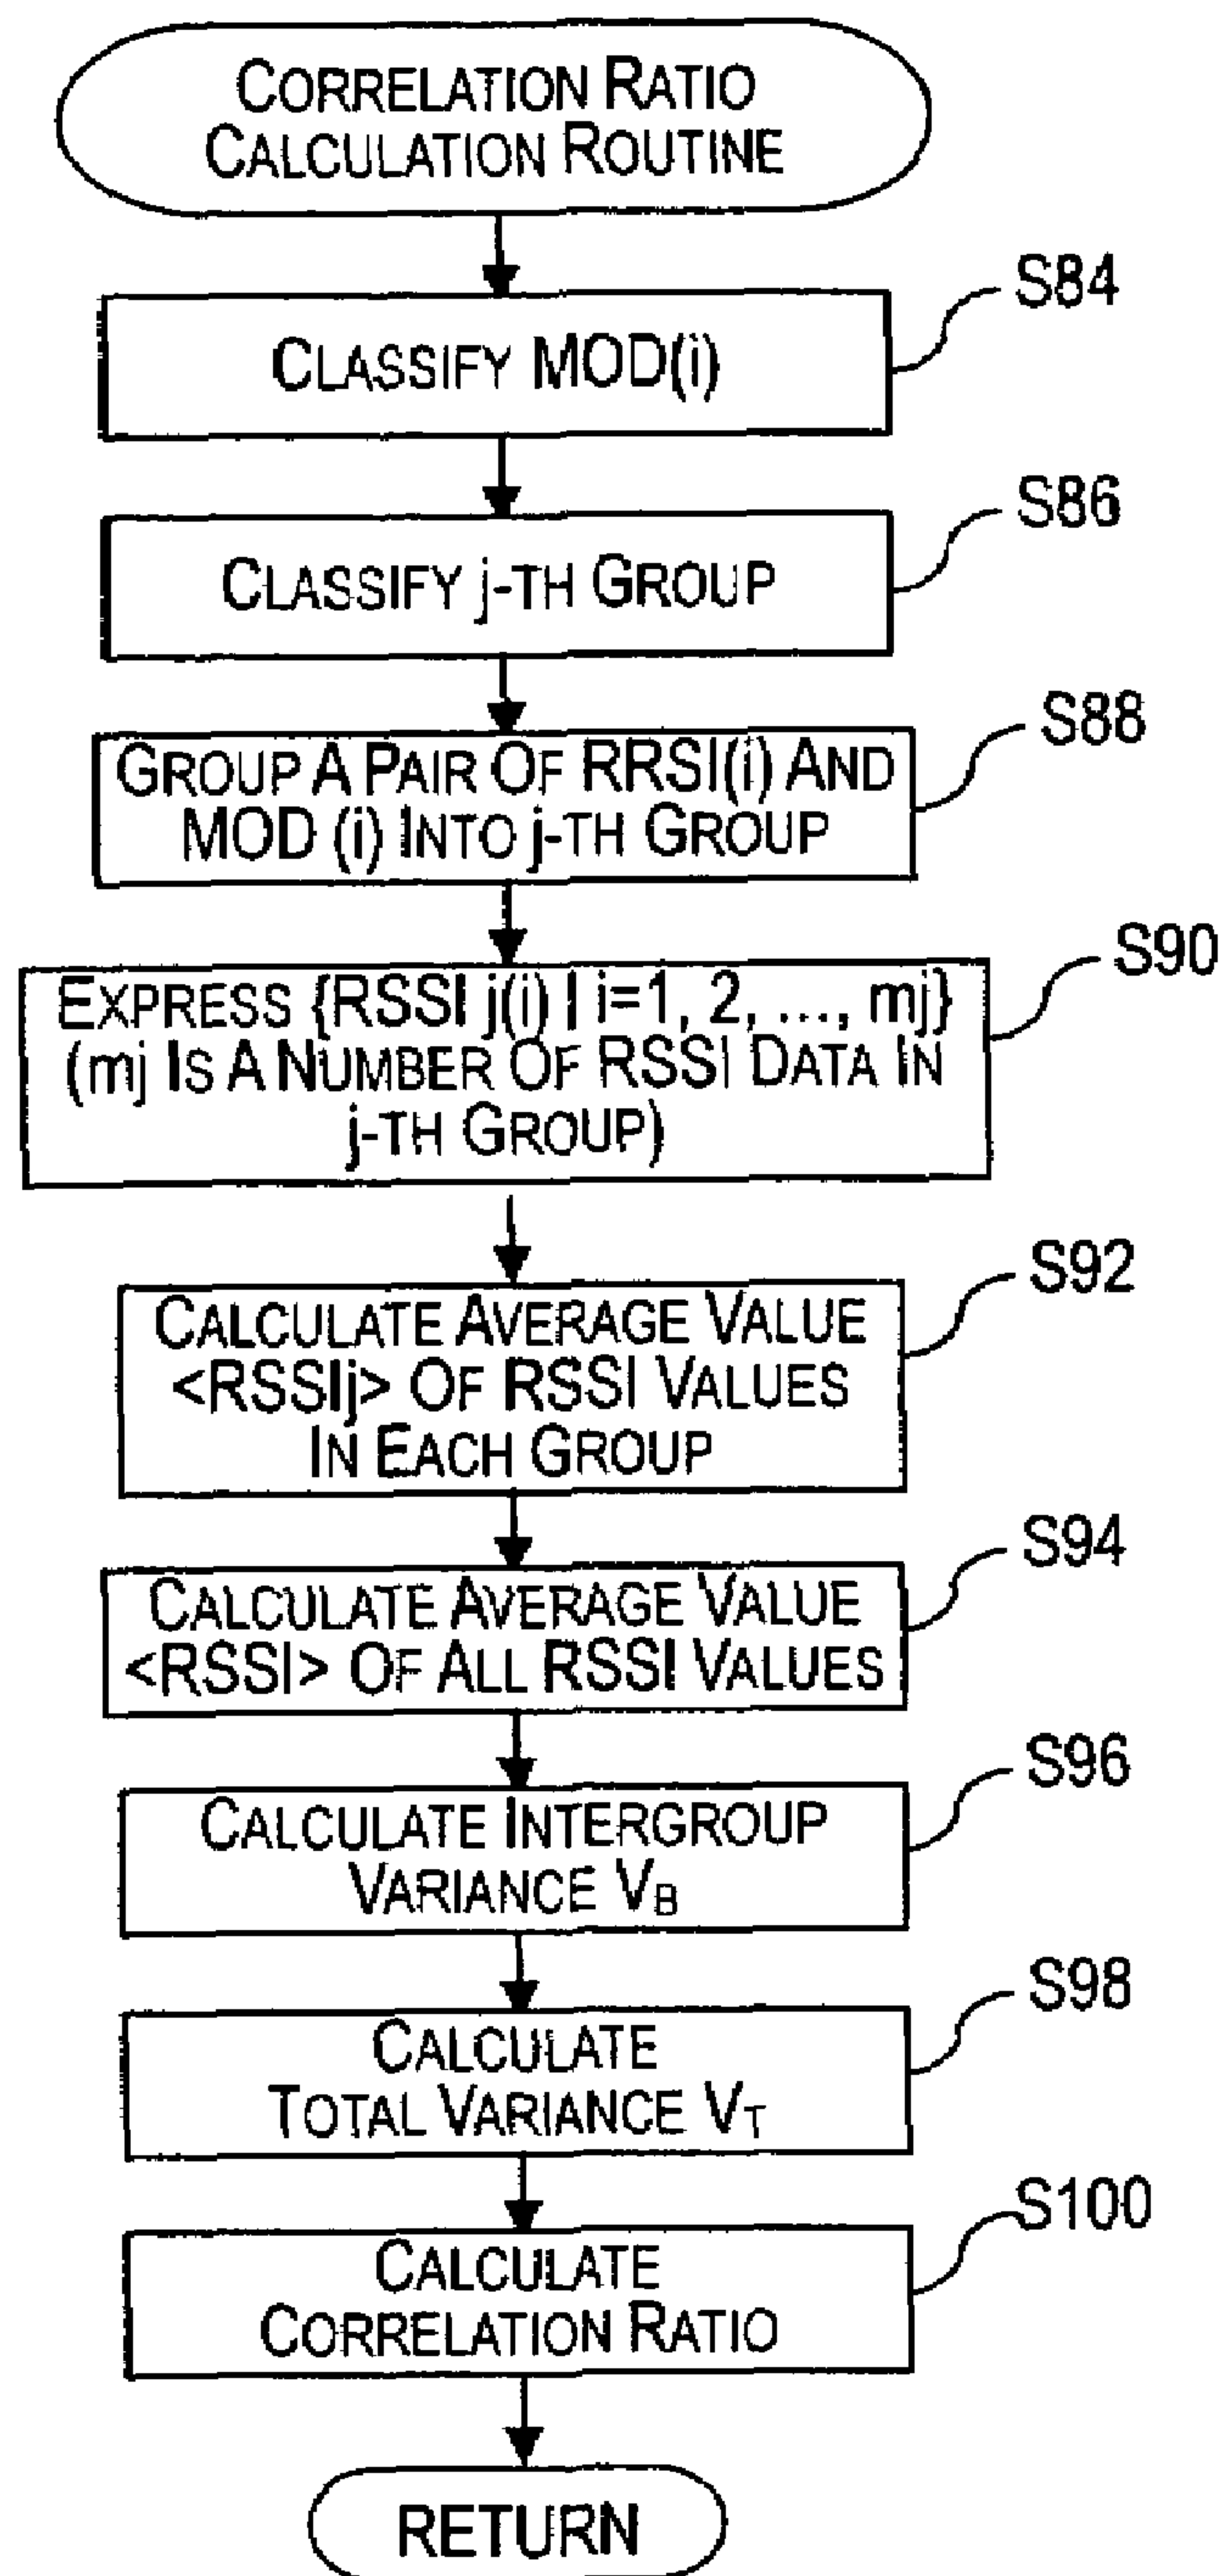 CORRELATION RATIO
CALCULATION ROUTINE
S84
CLASSIFY MOD(i)
S86
CLASSIFY j-TH GROUP
S88
GROUP A PAIR OF RRSI(i) AND
MOD (i) INTO j-TH GROUP
S90
EXPRESS {RSSI j(i) | i=1, 2, ..., mj}
(mj IS A NUMBER OF RSSI DATA IN
j-TH GROUP)
S92
CALCULATE AVERAGE VALUE
<RSSIj> OF RSSI VALUES
IN EACH GROUP
S94
CALCULATE AVERAGE VALUE
<RSSI> OF ALL RSSI VALUES
S96
CALCULATE INTERGROUP
VARIANCE VB
S98
CALCULATE
TOTAL VARIANCE VT
S100
CALCULATE
CORRELATION RATIO
RETURN